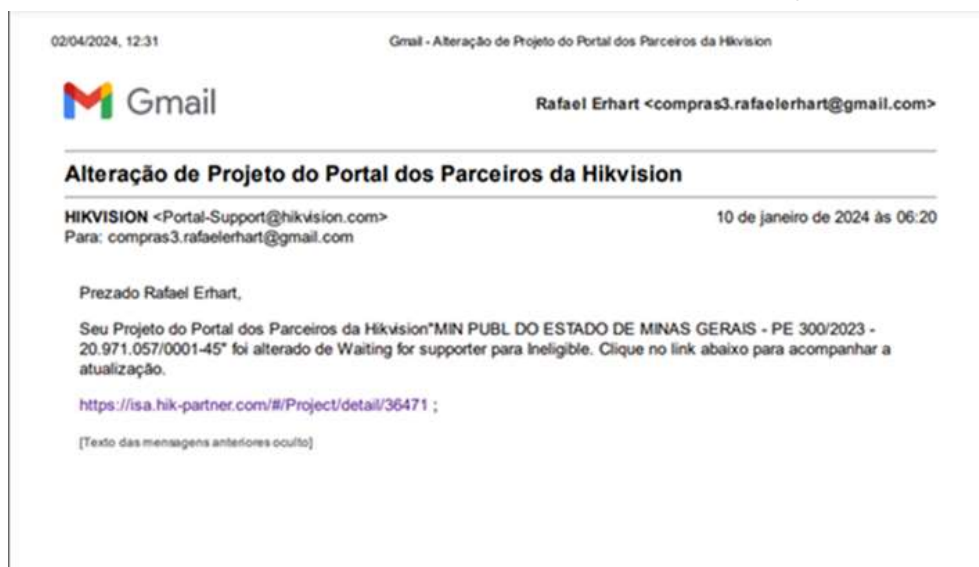 02/04/2024, 12:31 Gmail - Alteração de Projeto do Portal dos Parceiros da Hikvision
Gmail Rafael Erhart <compras3.rafaelerhart@gmail.com>
Alteração de Projeto do Portal dos Parceiros da Hikvision
HIKVISION <Portal-Support@hikvision.com> 10 de janeiro de 2024 às 06:20
Para: compras3.rafaelerhart@gmail.com
Prezado Rafael Erhart,
Seu Projeto do Portal dos Parceiros da Hikvision"MIN PUBL DO ESTADO DE MINAS GERAIS - PE 300/2023 -
20.971.057/0001-45" foi alterado de Waiting for supporter para Ineligible. Clique no link abaixo para acompanhar a
atualização.
https://isa.hik-partner.com/#/Project/detail/36471 ;
[Texto das mensagens anteriores oculto]